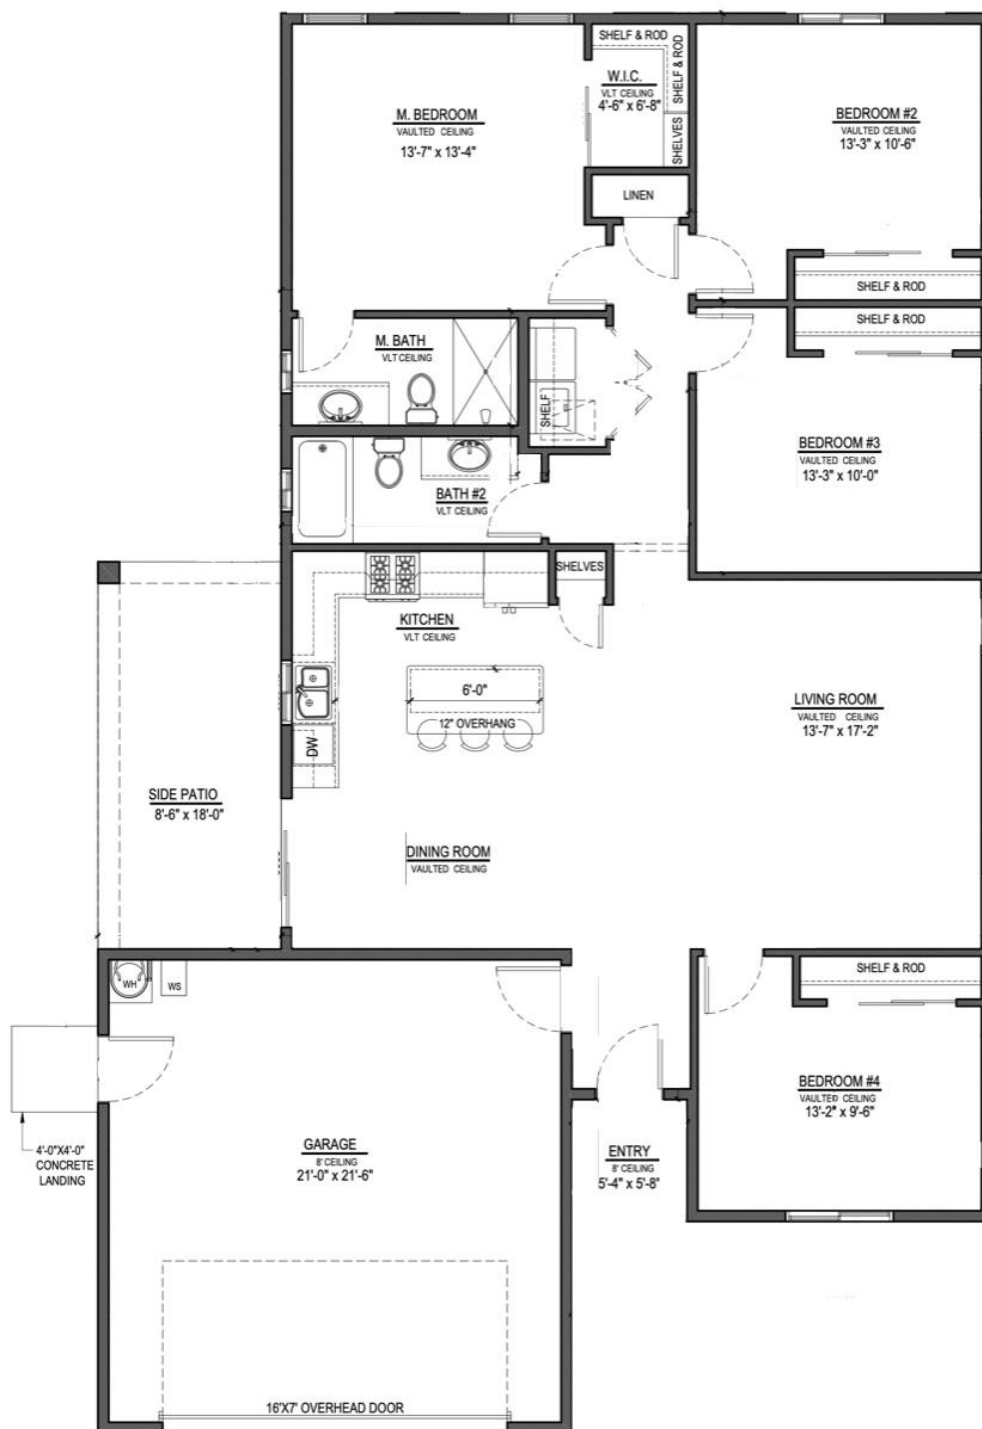 SHELF & ROD
SHELF & ROD
W.I.C.
VLT CEILING
4'-6" x 6'-8"
SHELVES
M. BEDROOM
VAULTED CEILING
13'-7" x 13'-4"
BEDROOM #2
VAULTED CEILING
13'-3" x 10'-6"
LINEN
SHELF & ROD
SHELF & ROD
M. BATH
VLT CEILING
SHELF
BEDROOM #3
VAULTED CEILING
13'-3" x 10'-0"
BATH #2
VLT CEILING
SHELVES
KITCHEN
VLT CEILING
6'-0"
12" OVERHANG
DW
LIVING ROOM
VAULTED CEILING
13'-7" x 17'-2"
SIDE PATIO
8'-6" x 18'-0"
DINING ROOM
VAULTED CEILING
WH
WS
SHELF & ROD
BEDROOM #4
VAULTED CEILING
13'-2" x 9'-6"
4'-0"X4'-0"
CONCRETE
LANDING
GARAGE
8' CEILING
21'-0" x 21'-6"
ENTRY
8' CEILING
5'-4" x 5'-8'
16'X7' OVERHEAD DOOR